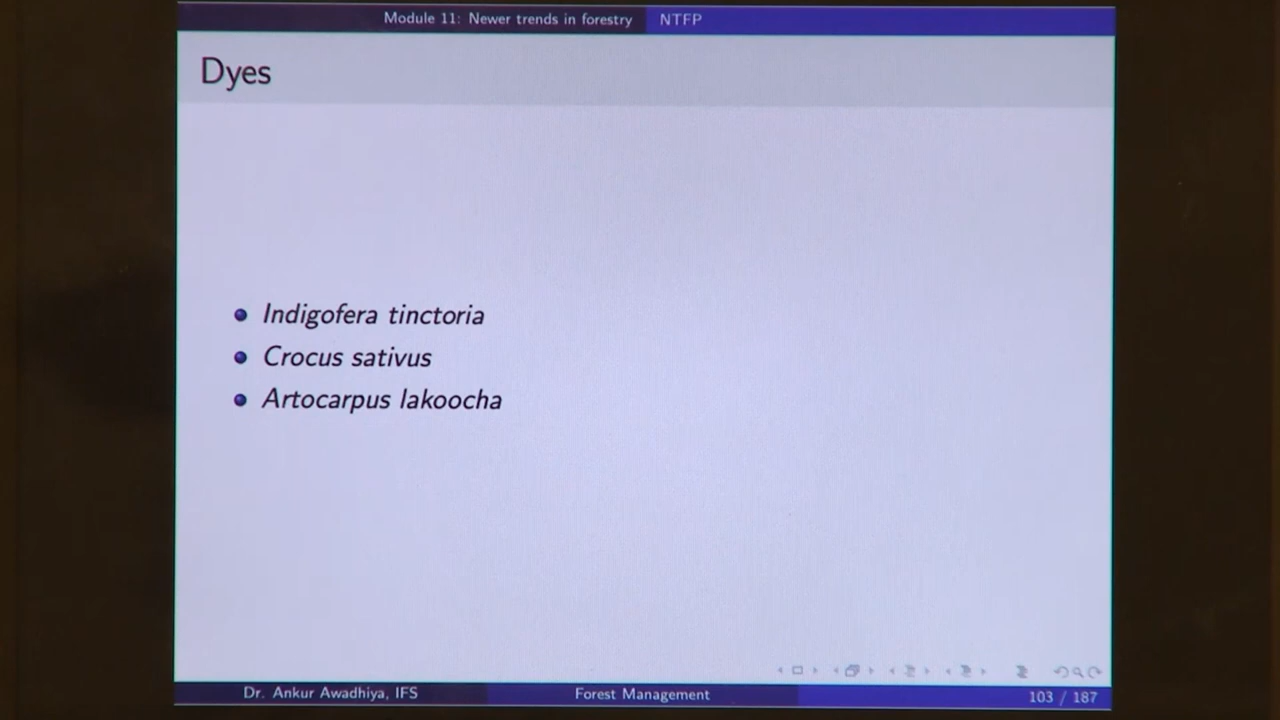 Module 11: Newer trends in forestry NTFP
Dyes
Indigofera tinctoria
Crocus sativus
Artocarpus lakoocha
Dr. Ankur Awadhiya, IFS Forest Management 103 / 187